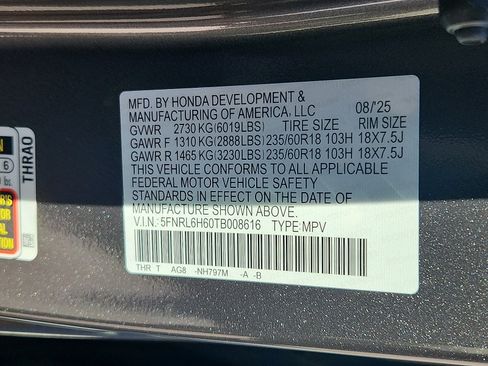 MFD. BY HONDA DEVELOPMENT &
MANUFACTURING OF AMERICA, LLC 08/'25
GVWR 2730 KG (6019LBS) TIRE SIZE RIM SIZE
GAWR F 1310 KG (2888LBS) 235/60R18 103H 18X7.5J
GAWR R 1465 KG (3230LBS) 235/60R18 103H 18X7.5J
THIS VEHICLE CONFORMS TO ALL APPLICABLE
FEDERAL MOTOR VEHICLE SAFETY
STANDARDS IN EFFECT ON THE DATE OF
MANUFACTURE SHOWN ABOVE.
V.I.N.: 5FNRL6H60TB008616 TYPE: MPV
THR T AG8 -NH797M -A -B
THRA0